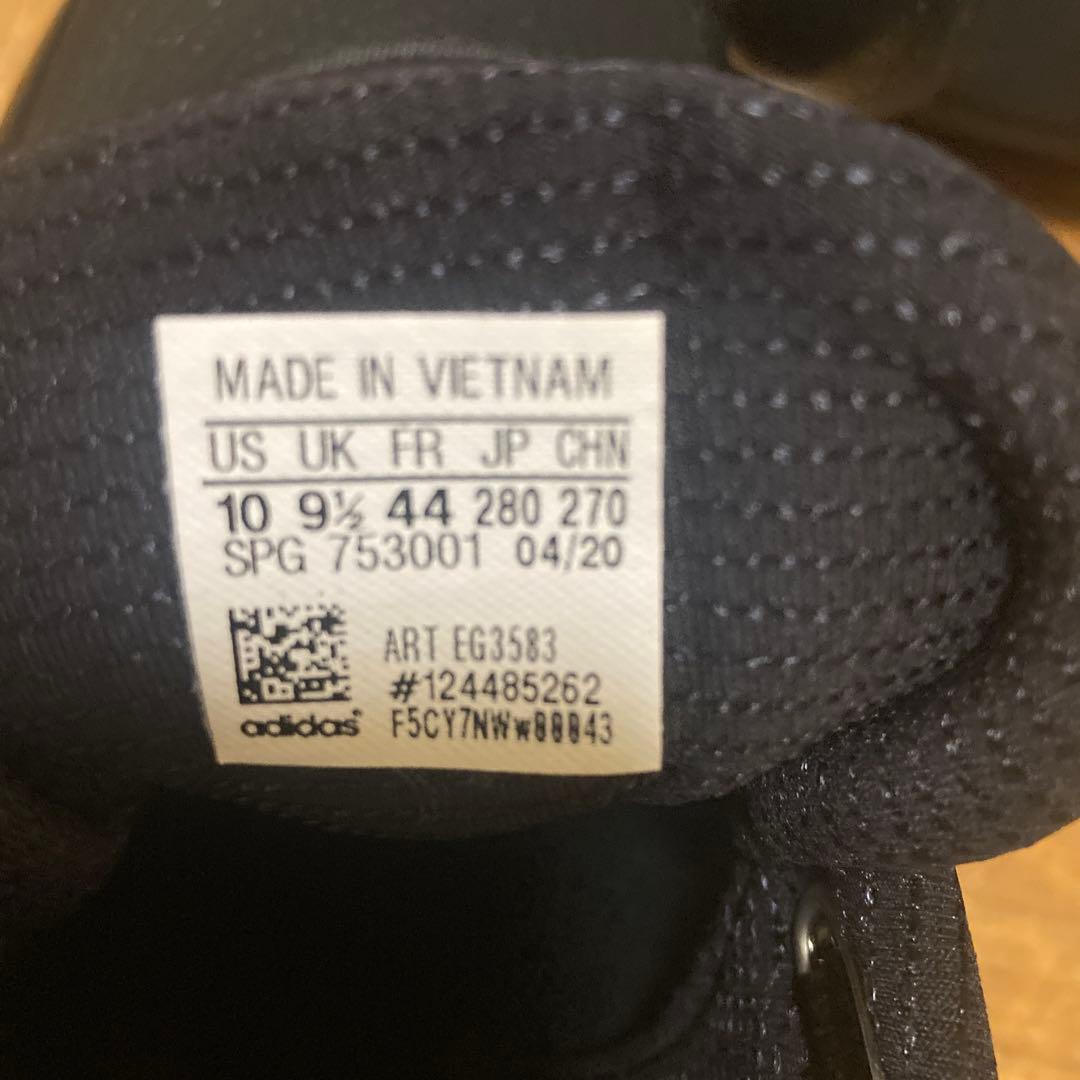 MADE IN VIETNAM
US UK FR JP CHN
10 9½ 44 280 270
SPG 753001 04/20
ART EG3583
#124485262
adidas